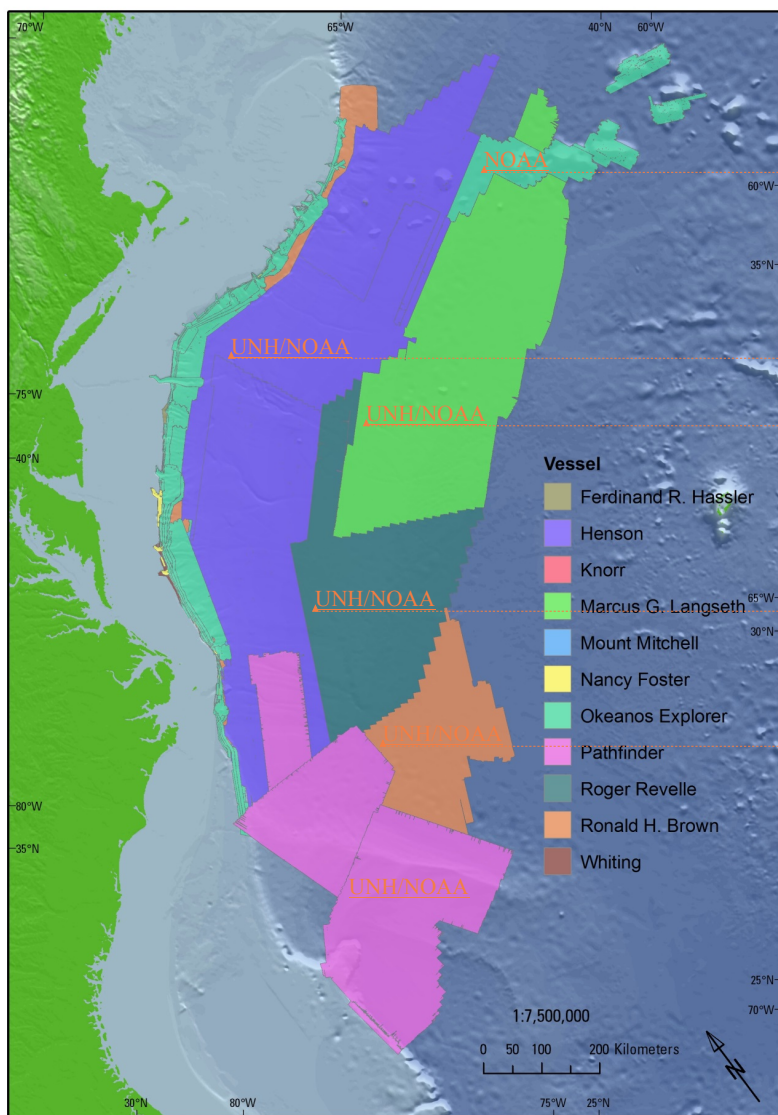 70°W
65°W
40°N
60°W
NOAA
60°W
35°N
UNH/NOAA
75°W
UNH/NOAA
40°N
Vessel
Ferdinand R. Hassler
Henson
Knorr
Marcus G. Langseth
Mount Mitchell
Nancy Foster
Okeanos Explorer
Pathfinder
Roger Revelle
Ronald H. Brown
Whiting
UNH/NOAA
65°W
30°N
UNH/NOAA
80°W
35°N
UNH/NOAA
25°N
70°W
1:7,500,000
0 50 100 200 Kilometers
N
30°N
80°W
75°W
25°N